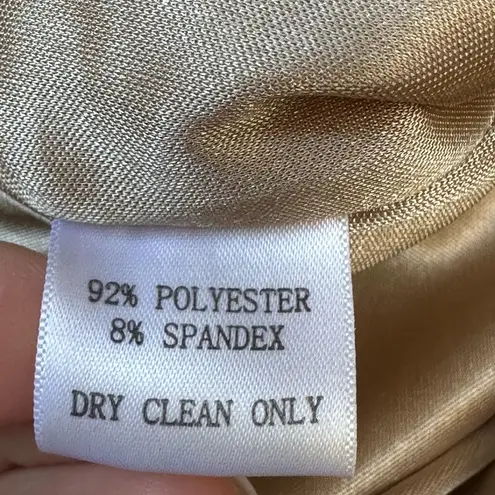 92% POLYESTER
8% SPANDEX
DRY CLEAN ONLY